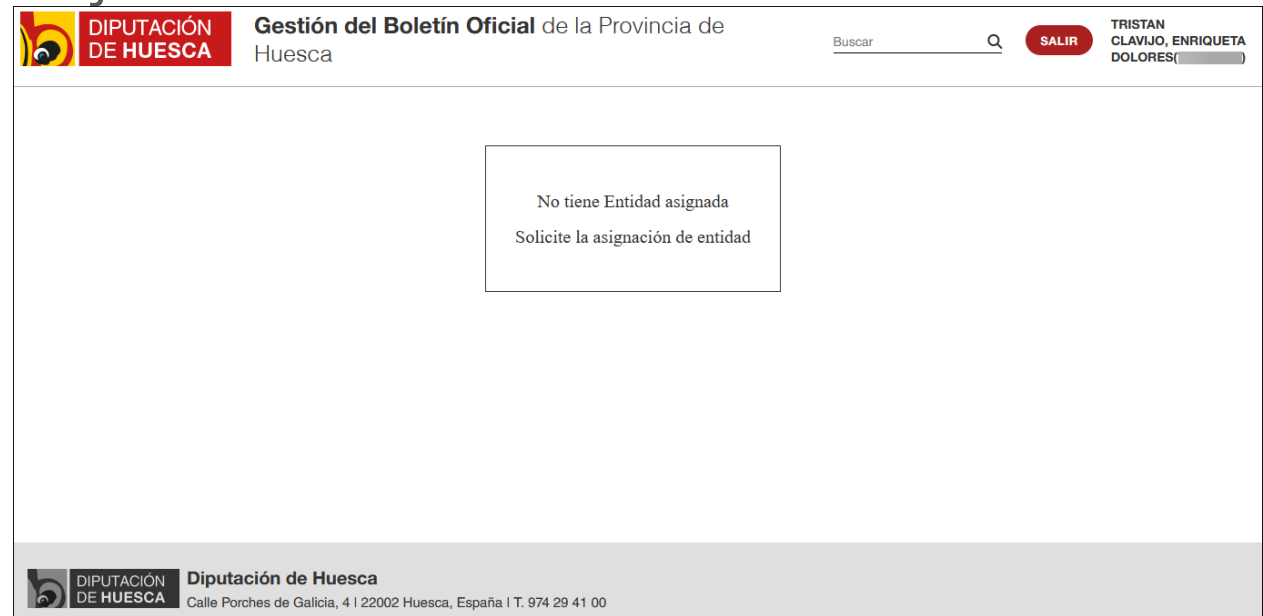 DIPUTACIÓN
DE HUESCA
Gestión del Boletín Oficial de la Provincia de
Huesca
Buscar
SALIR
TRISTAN
CLAVIJO, ENRIQUETA
DOLORES( )
No tiene Entidad asignada
Solicite la asignación de entidad
DIPUTACIÓN
DE HUESCA
Diputación de Huesca
Calle Porches de Galicia, 4 | 22002 Huesca, España | T. 974 29 41 00